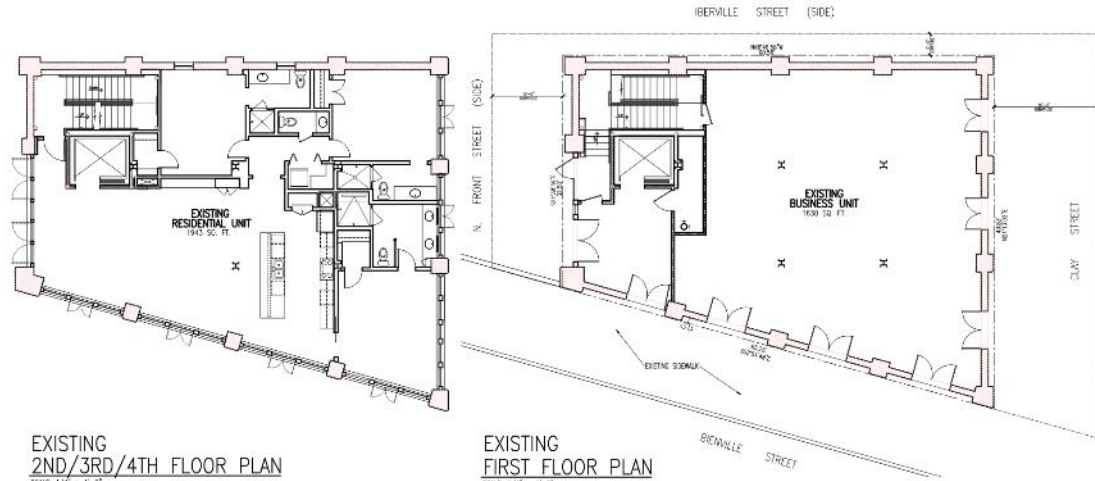 IBERVILLE STREET (SIDE)
N. FRONT STREET (SIDE)
EXISTING
RESIDENTIAL UNIT
1943 SQ. FT.
EXISTING
BUSINESS UNIT
1630 SQ. FT.
CLAY STREET
EXISTING SIDEWALK
BIENVILLE STREET
EXISTING
2ND/3RD/4TH FLOOR PLAN
EXISTING
FIRST FLOOR PLAN